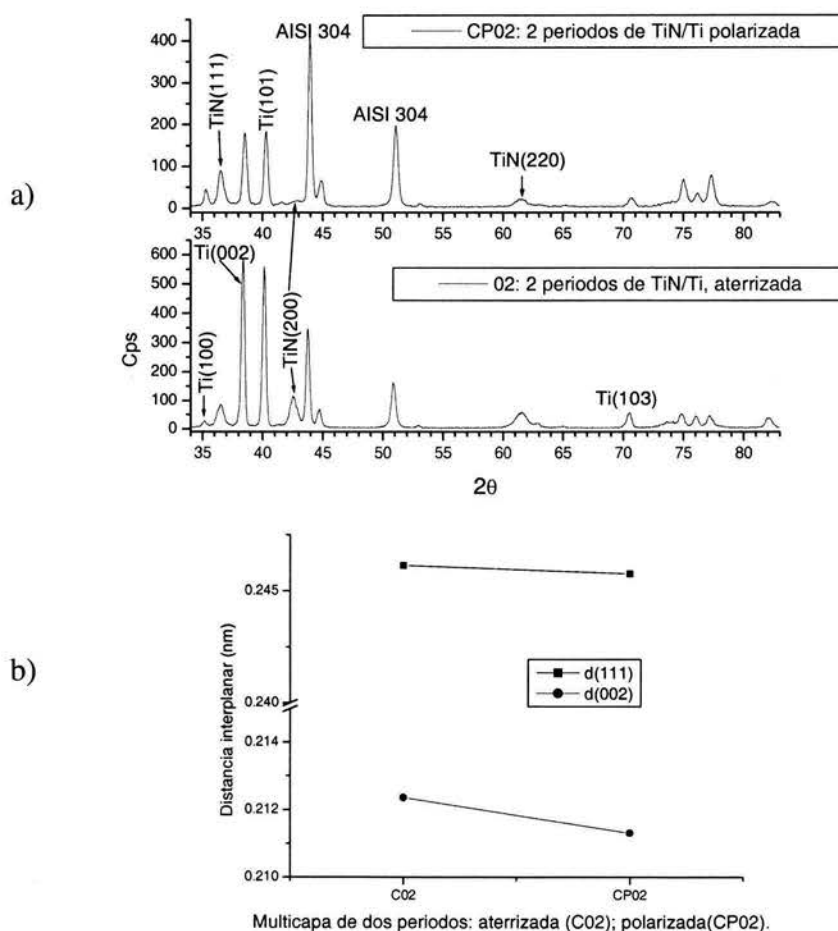 a)
CP02: 2 periodos de TiN/Ti polarizada
AISI 304
TiN(111)
Ti(101)
AISI 304
TiN(220)
400
300
200
100
0
35 40 45 50 55 60 65 70 75 80
02: 2 periodos de TiN/Ti, aterrizada
Ti(002)
Ti(100)
TiN(200)
Ti(103)
Cps
600
500
400
300
200
100
0
35 40 45 50 55 60 65 70 75 80
2θ
b)
Distancia interplanar (nm)
0.245
0.240
0.214
0.212
0.210
d(111)
d(002)
C02 CP02
Multicapa de dos periodos: aterrizada (C02); polarizada(CP02).